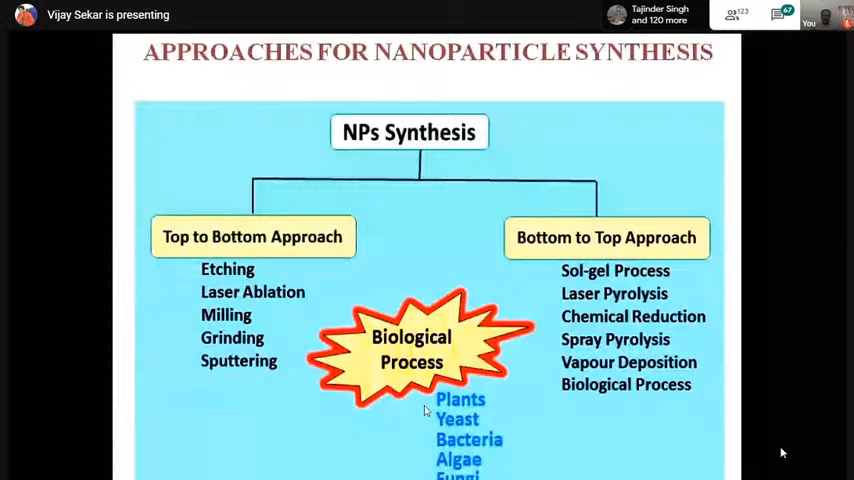 Vijay Sekar is presenting
Tajinder Singh
and 120 more
123
67
You
APPROACHES FOR NANOPARTICLE SYNTHESIS
NPs Synthesis
Top to Bottom Approach
Etching
Laser Ablation
Milling
Grinding
Sputtering
Bottom to Top Approach
Sol-gel Process
Laser Pyrolysis
Chemical Reduction
Spray Pyrolysis
Vapour Deposition
Biological Process
Biological
Process
Plants
Yeast
Bacteria
Algae
Fungi